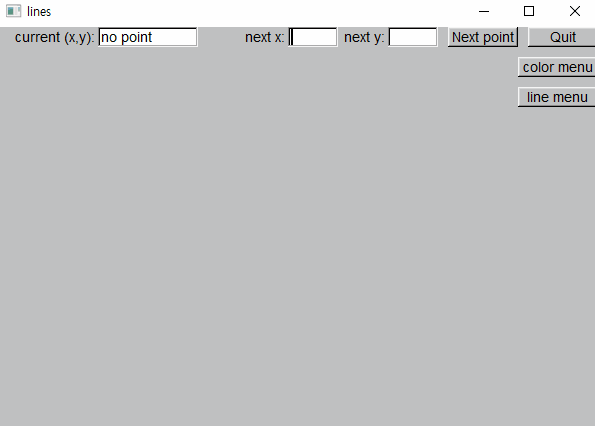 lines
current (x,y): no point next x: next y: Next point Quit
color menu
line menu